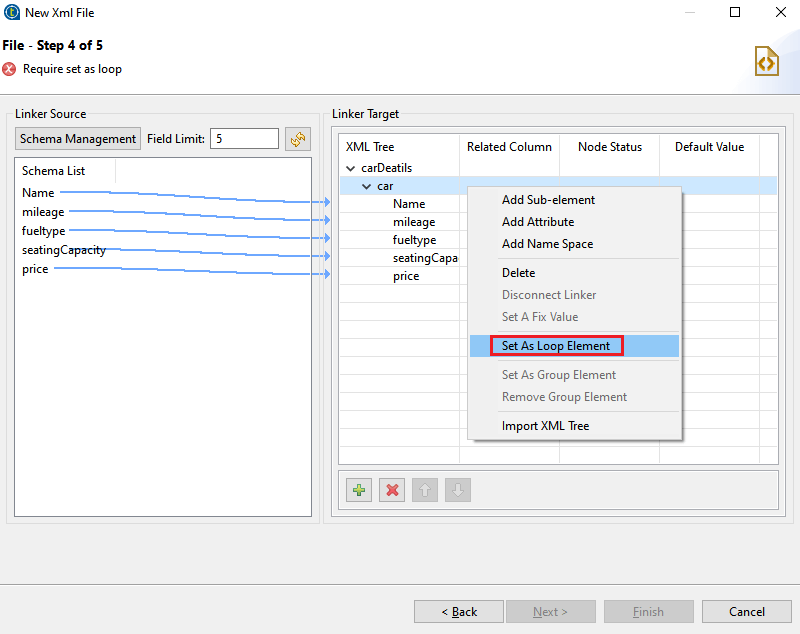 New Xml File
File - Step 4 of 5
Require set as loop
Linker Source
Schema Management Field Limit: 5
Schema List
Name
mileage
fueltype
seatingCapacity
price
Linker Target
XML Tree Related Column Node Status Default Value
carDeatils
car
Name
mileage
fueltype
seatingCapa
price
Add Sub-element
Add Attribute
Add Name Space
Delete
Disconnect Linker
Set A Fix Value
Set As Loop Element
Set As Group Element
Remove Group Element
Import XML Tree
< Back Next > Finish Cancel